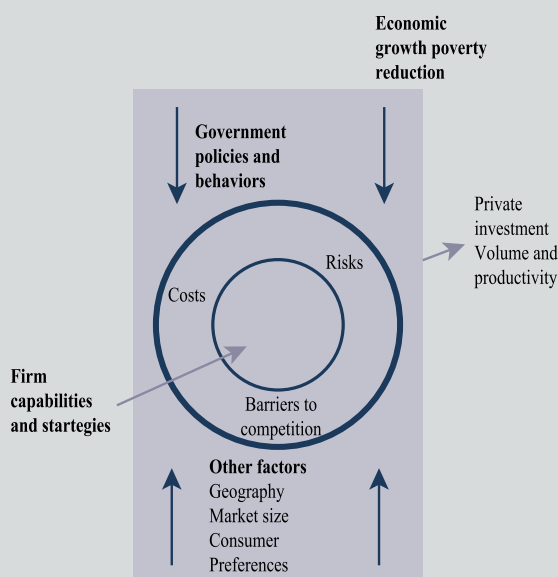 Economic
growth poverty
reduction
Government
policies and
behaviors
Private
investment
Volume and
productivity
Risks
Costs
Firm
capabilities
and startegies
Barriers to
competition
Other factors
Geography
Market size
Consumer
Preferences